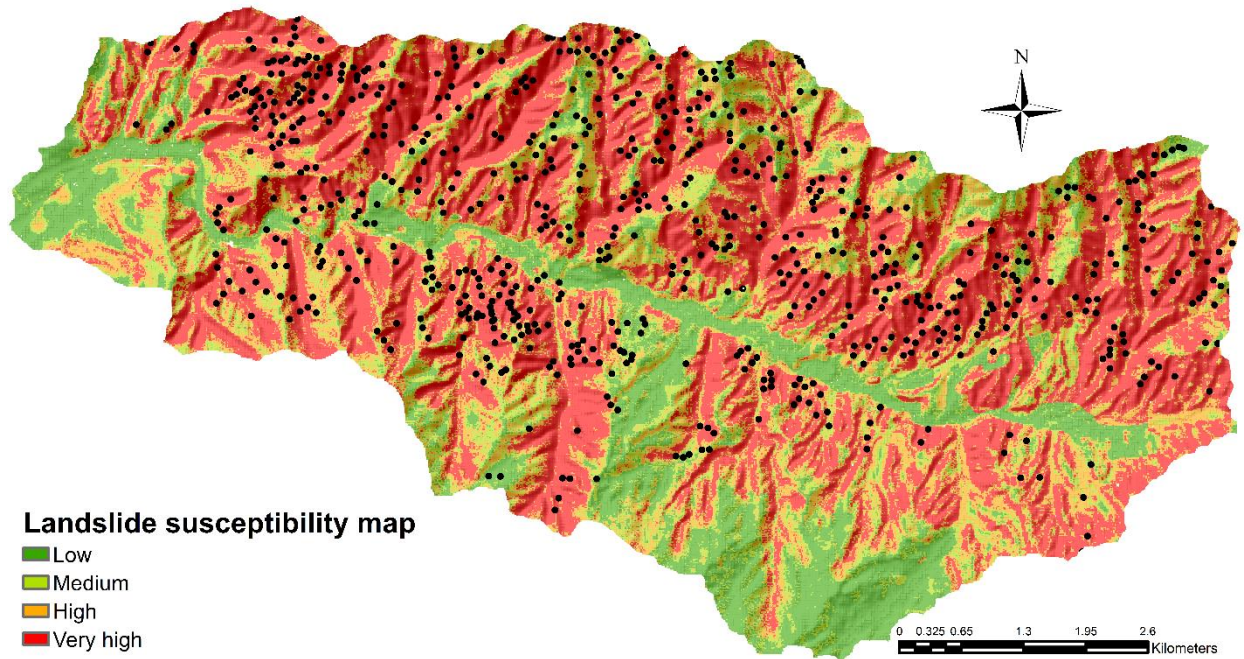 N
Landslide susceptibility map
Low
Medium
High
Very high
0 0.325 0.65 1.3 1.95 2.6
Kilometers